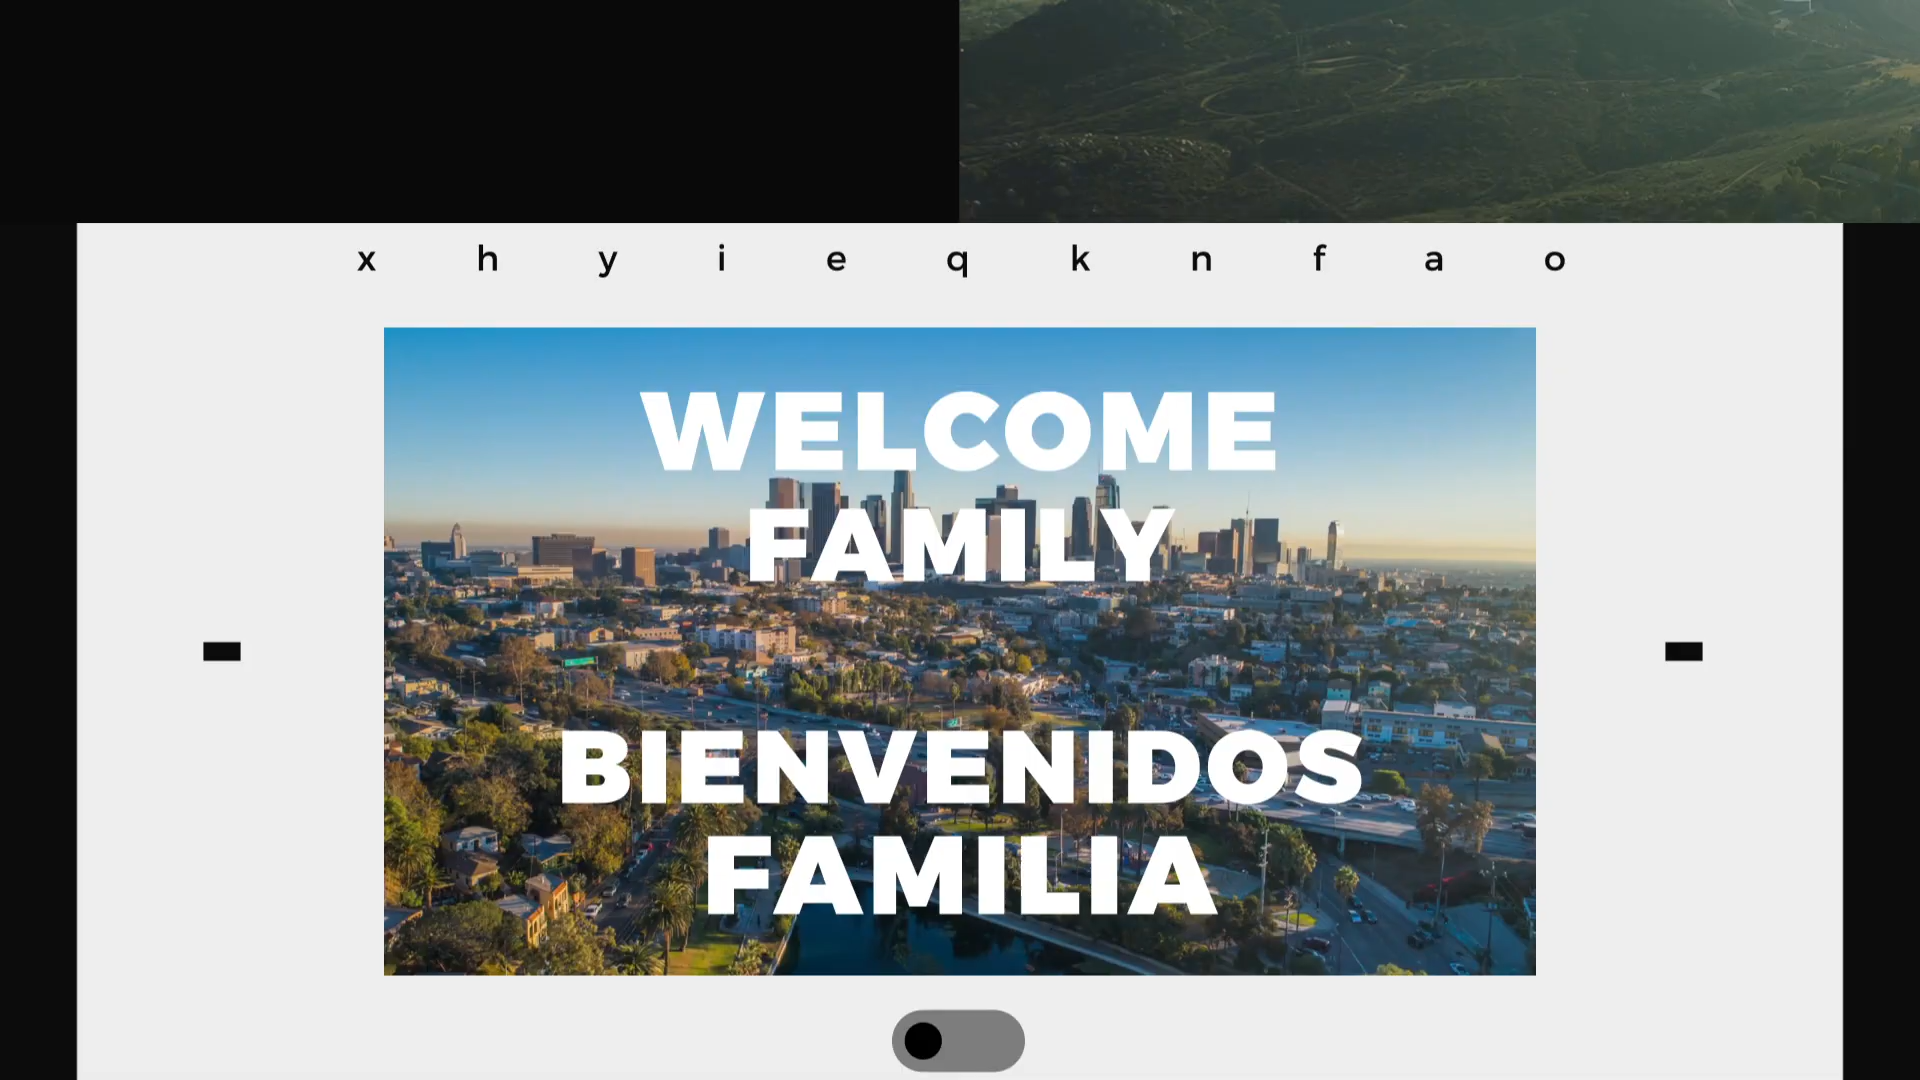 x h y i e q k n f a o
WELCOME
FAMILY
BIENVENIDOS
FAMILIA